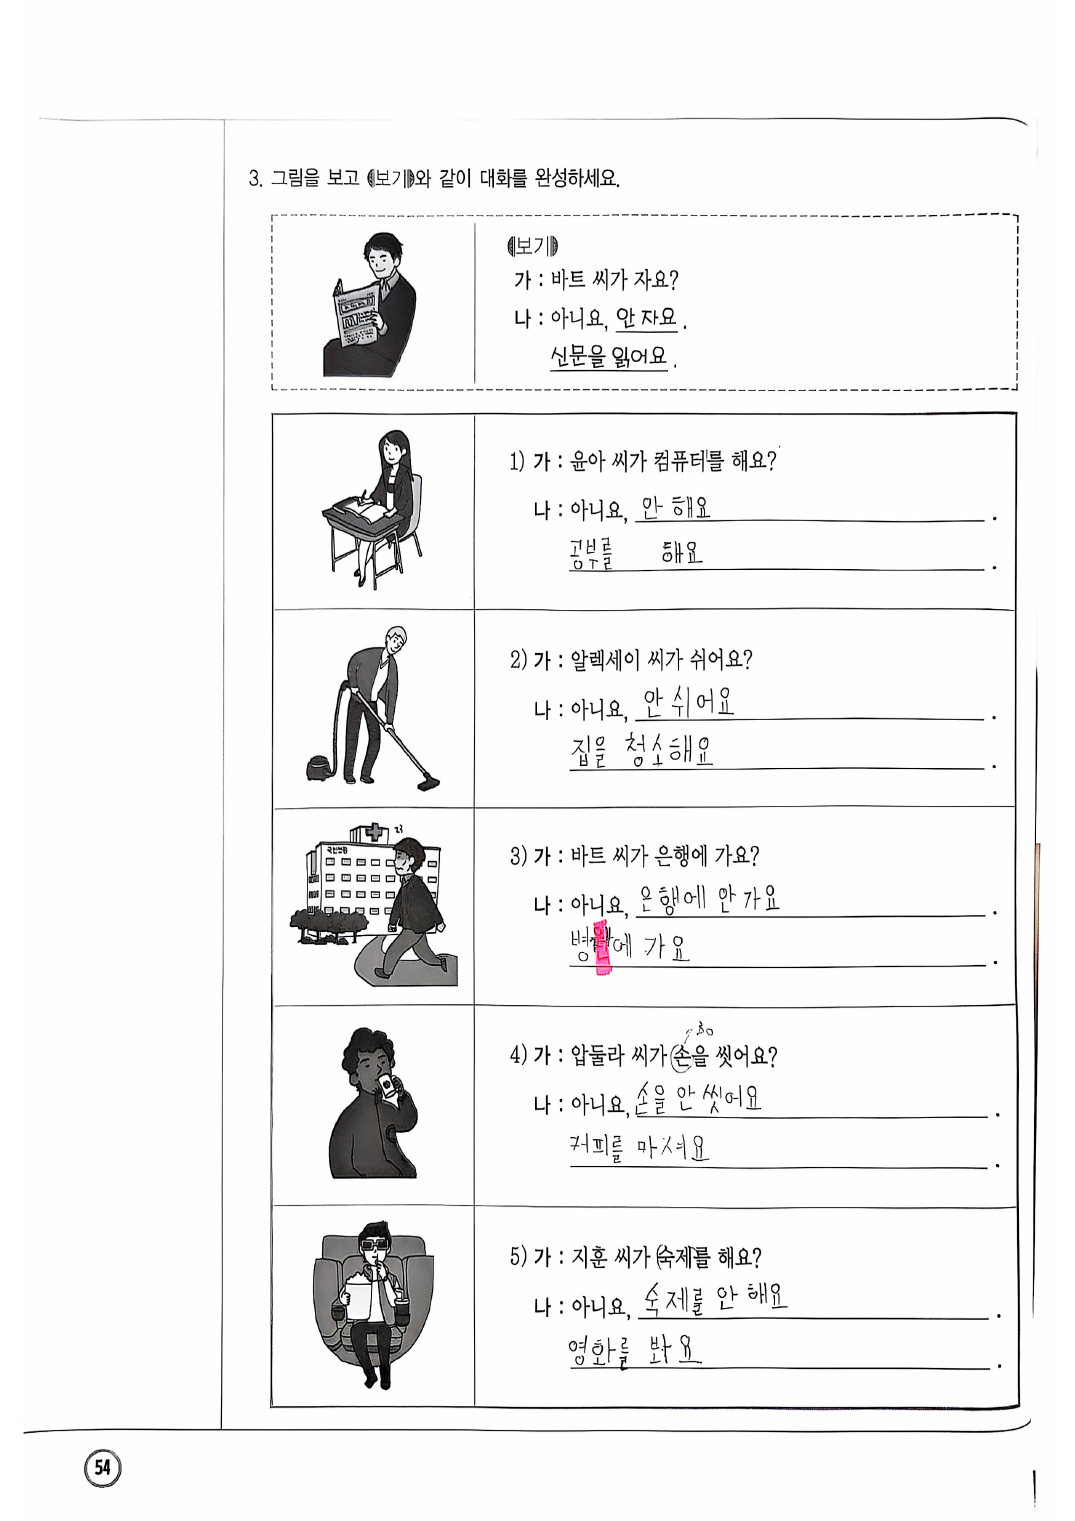 3. 그림을 보고 《보기》와 같이 대화를 완성하세요.
《보기》
가 : 바트 씨가 자요?
나 : 아니요, 안 자요 .
신문을 읽어요 .
1) 가 : 윤아 씨가 컴퓨터를 해요?
나 : 아니요, 안 해요 .
공부를 해요 .
2) 가 : 알렉세이 씨가 쉬어요?
나 : 아니요, 안 쉬어요 .
집을 청소해요 .
3) 가 : 바트 씨가 은행에 가요?
나 : 아니요, 은행에 안 가요 .
에 가요 .
4) 가 : 압둘라 씨가 손을 씻어요?
나 : 아니요, 손을 안 씻어요 .
커피를 마셔요 .
5) 가 : 지훈 씨가 숙제를 해요?
나 : 아니요, 숙제를 안 해요 .
영화를 봐요 .
54